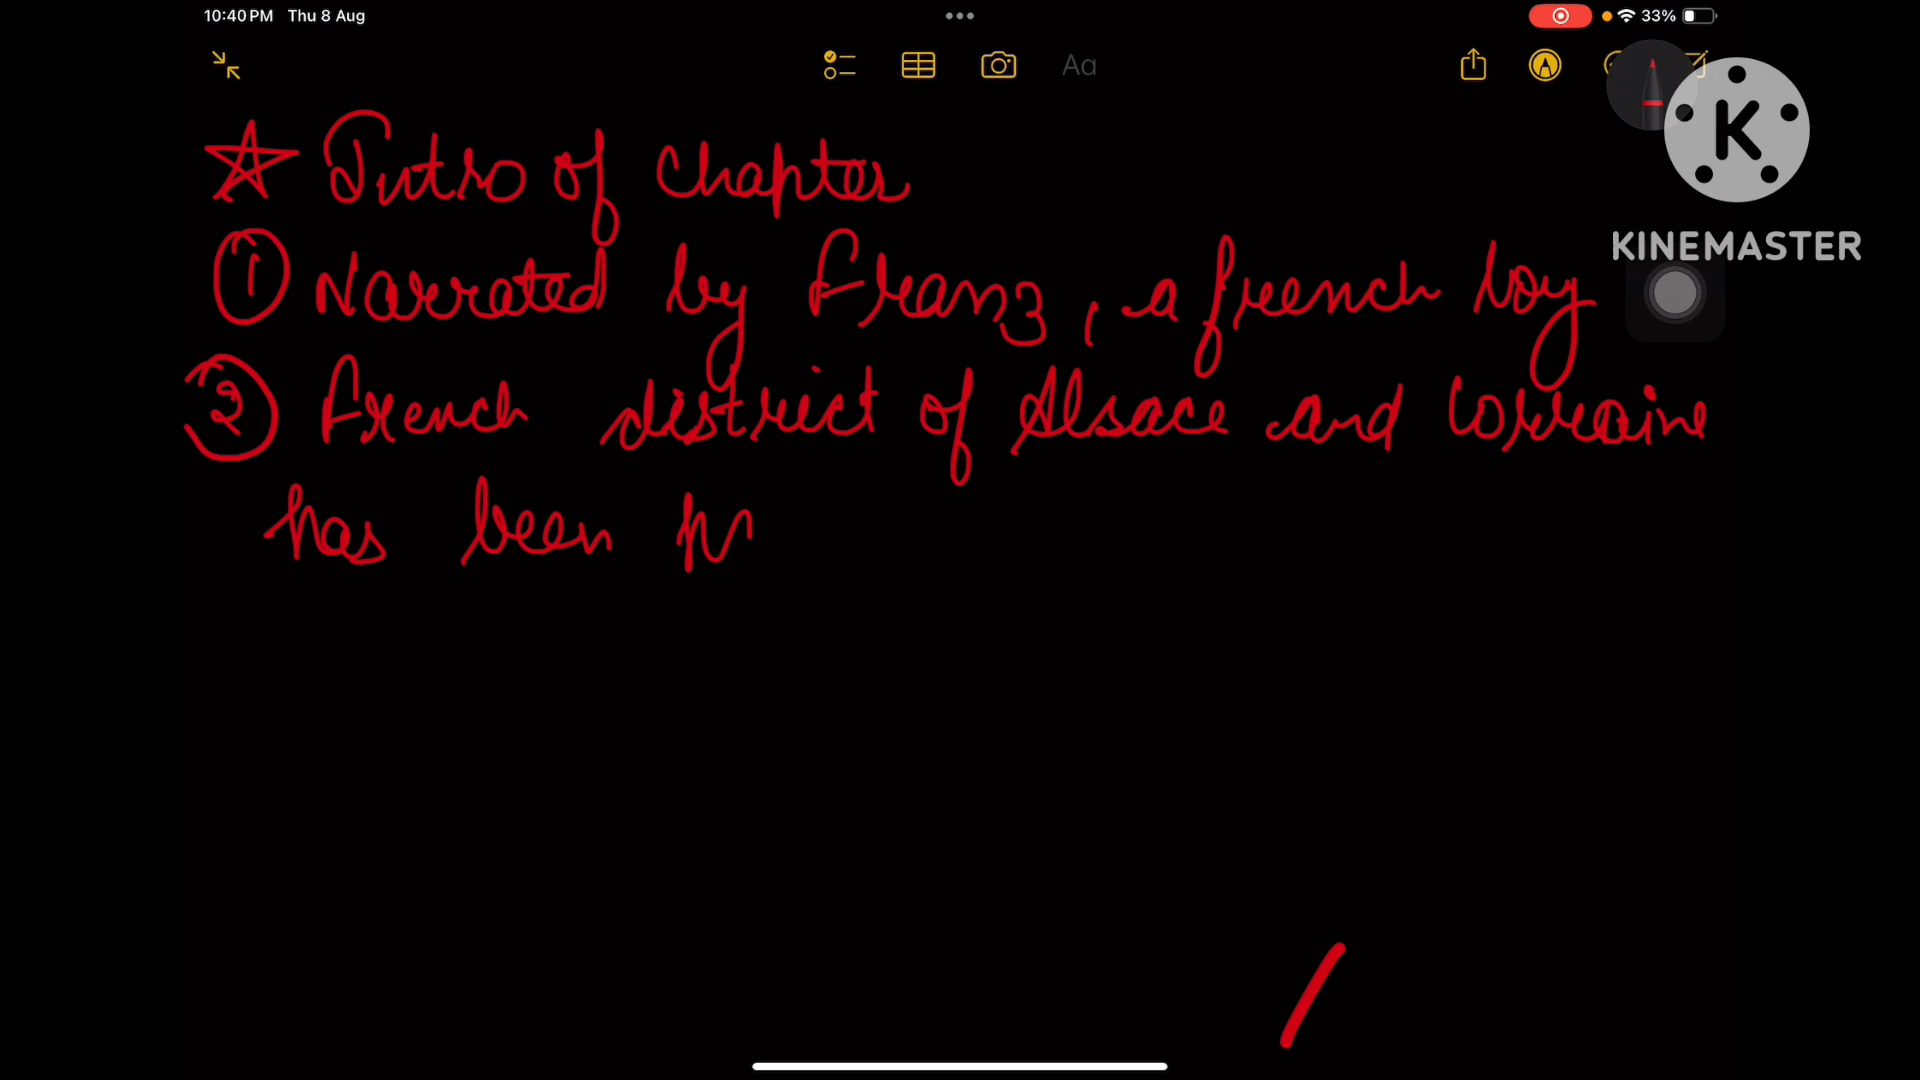 10:40 PM Thu 8 Aug
33%
Aa
K
KINEMASTER
Intro of chapter
1 Narrated by Franz, a french boy
2 French district of Alsace and Lorraine
has been